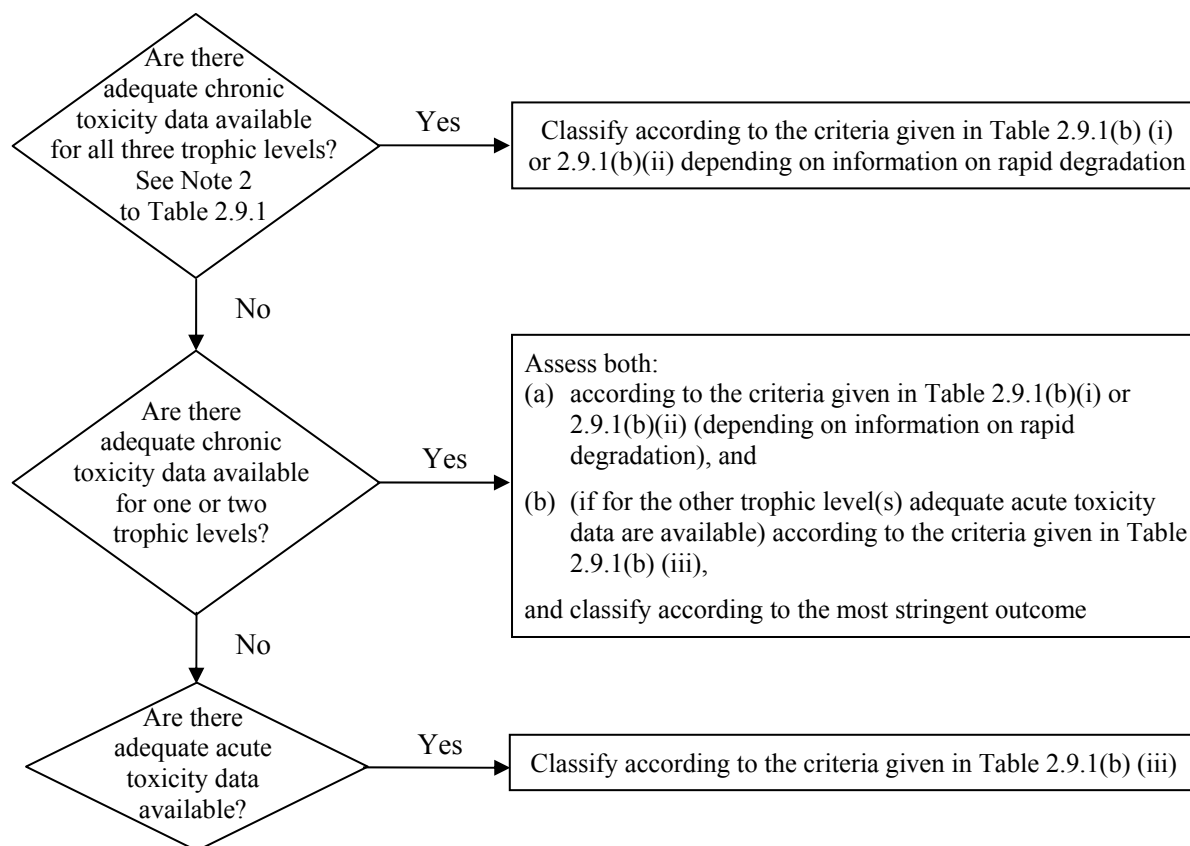 Are there
adequate chronic
toxicity data available
for all three trophic levels?
See Note 2
to Table 2.9.1
Yes
Classify according to the criteria given in Table 2.9.1(b) (i)
or 2.9.1(b)(ii) depending on information on rapid degradation
No
Are there
adequate chronic
toxicity data available
for one or two
trophic levels?
Yes
Assess both:
(a) according to the criteria given in Table 2.9.1(b)(i) or
2.9.1(b)(ii) (depending on information on rapid
degradation), and
(b) (if for the other trophic level(s) adequate acute toxicity
data are available) according to the criteria given in Table
2.9.1(b) (iii),
and classify according to the most stringent outcome
No
Are there
adequate acute
toxicity data
available?
Yes
Classify according to the criteria given in Table 2.9.1(b) (iii)